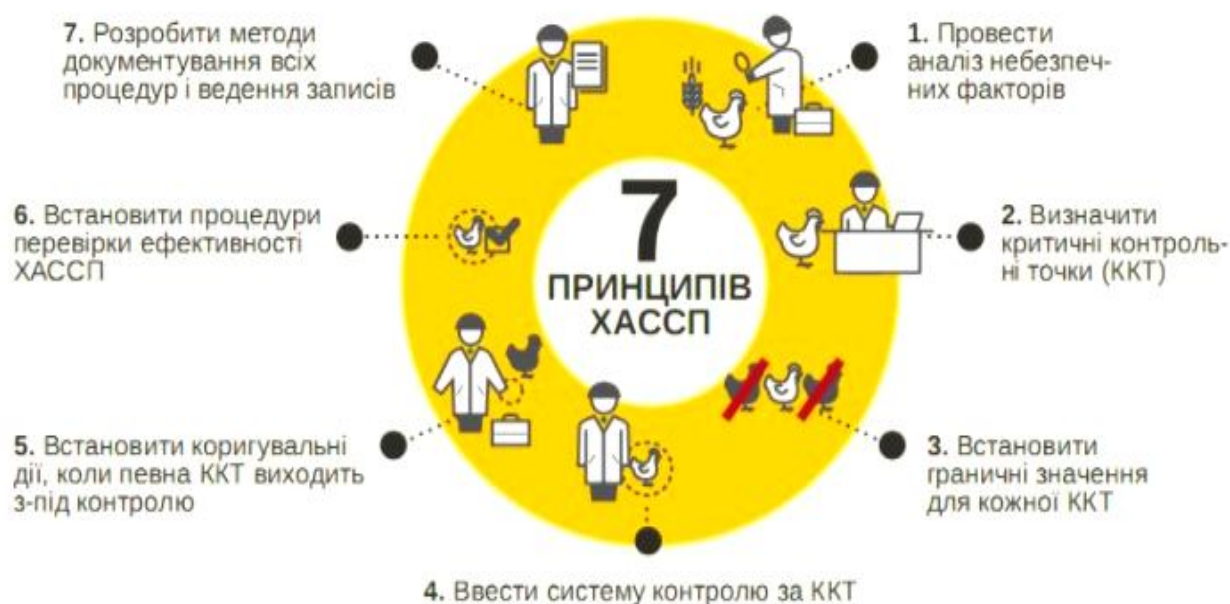 7
ПРИНЦИПІВ
ХАССП
1. Провести
аналіз небезпеч-
них факторів
2. Визначити
критичні контроль-
ні точки (ККТ)
3. Встановити
граничні значення
для кожної ККТ
4. Ввести систему контролю за ККТ
5. Встановити коригувальні
дії, коли певна ККТ виходить
з-під контролю
6. Встановити процедури
перевірки ефективності
ХАССП
7. Розробити методи
документування всіх
процедур і ведення записів